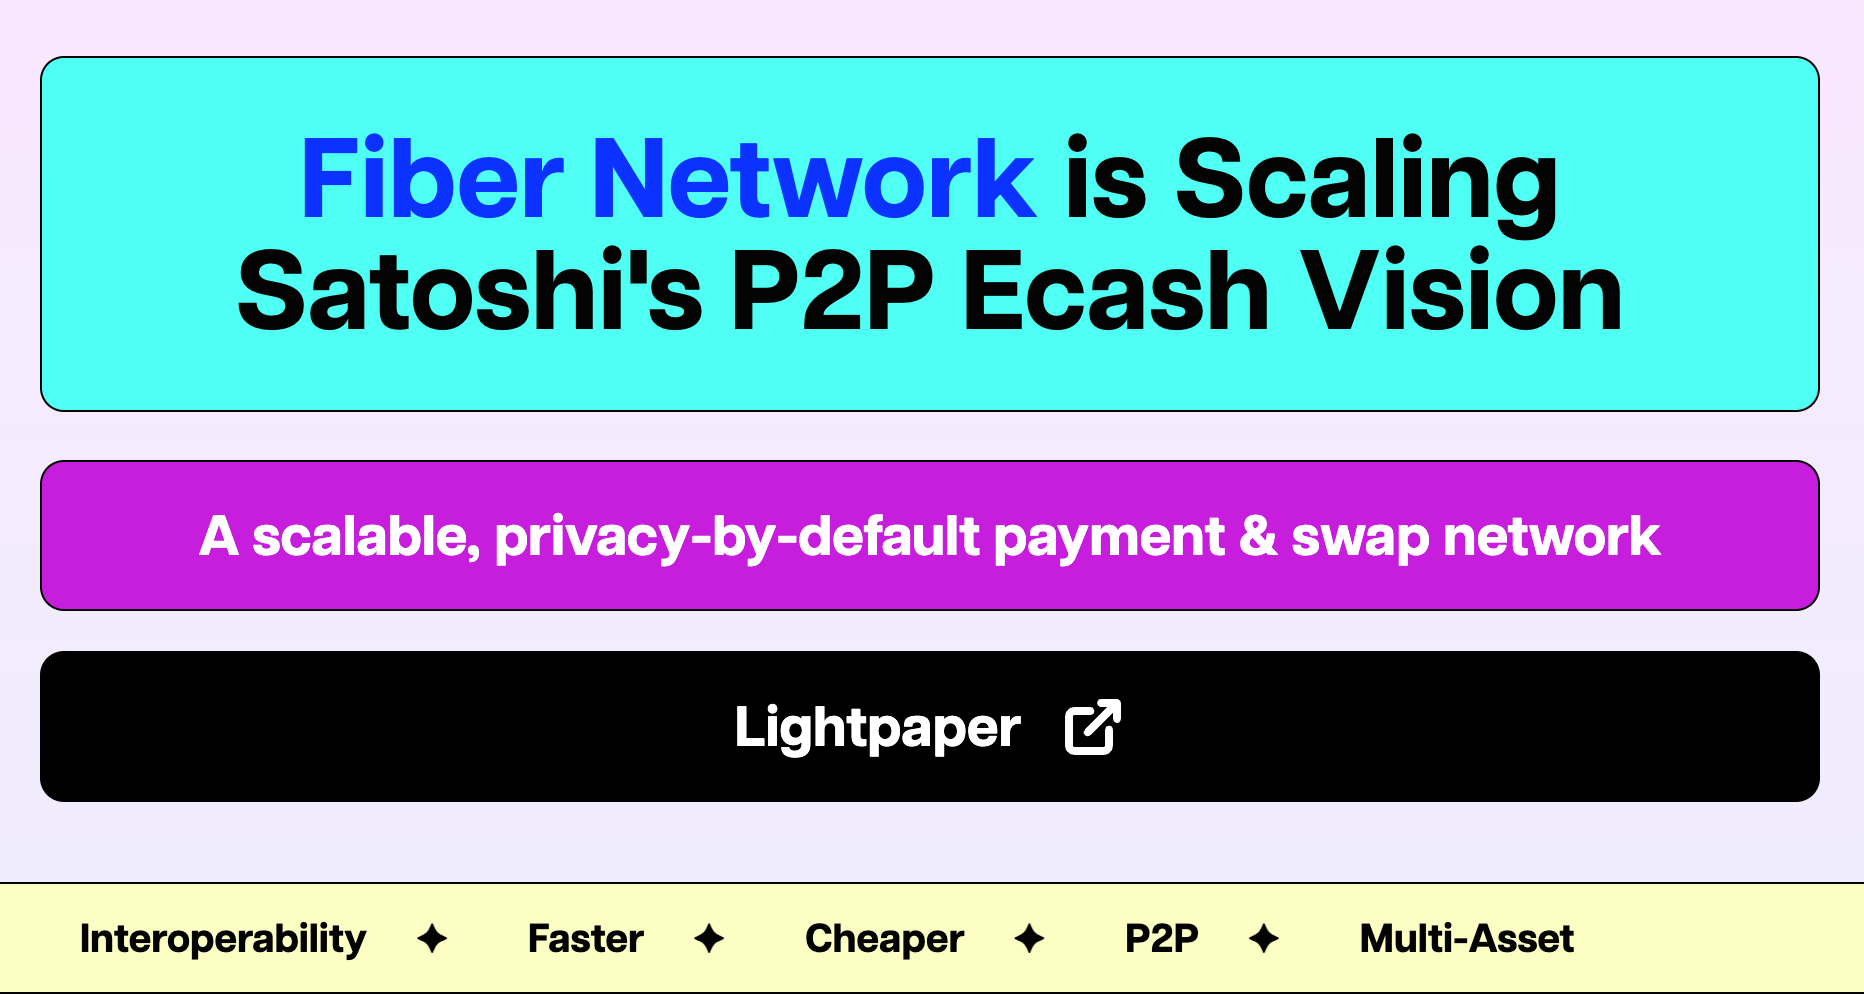 Fiber Network is Scaling
Satoshi's P2P Ecash Vision
A scalable, privacy-by-default payment & swap network
Lightpaper
Interoperability ✦ Faster ✦ Cheaper ✦ P2P ✦ Multi-Asset